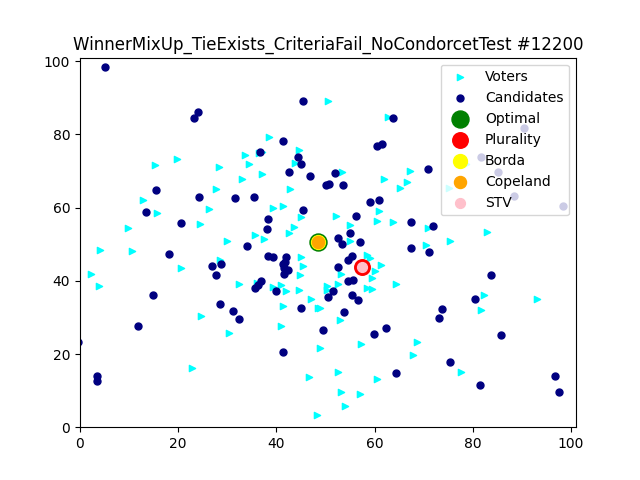 WinnerMixUp_TieExists_CriteriaFail_NoCondorcetTest #12200
100
80
60
40
20
0
0 20 40 60 80 100
Voters
Candidates
Optimal
Plurality
Borda
Copeland
STV